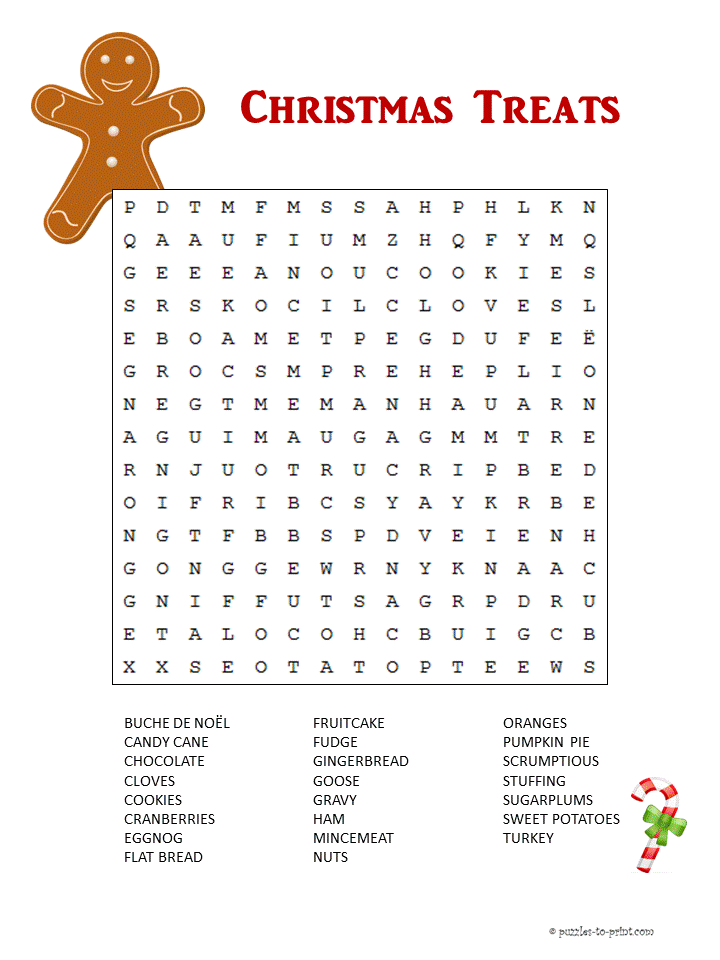 CHRISTMAS TREATS
P D T M F M S S A H P H L K N
Q A A U F I U M Z H Q F Y M Q
G E E E A N O U C O O K I E S
S R S K O C I L C L O V E S L
E B O A M E T P E G D U F E Ë
G R O C S M P R E H E P L I O
N E G T M E M A N H A U A R N
A G U I M A U G A G M M T R E
R N J U O T R U C R I P B E D
O I F R I B C S Y A Y K R B E
N G T F B B S P D V E I E N H
G O N G G E W R N Y K N A A C
G N I F F U T S A G R P D R U
E T A L O C O H C B U I G C B
X X S E O T A T O P T E E W S
BUCHE DE NOËL FRUITCAKE ORANGES
CANDY CANE FUDGE PUMPKIN PIE
CHOCOLATE GINGERBREAD SCRUMPTIOUS
CLOVES GOOSE STUFFING
COOKIES GRAVY SUGARPLUMS
CRANBERRIES HAM SWEET POTATOES
EGGNOG MINCEMEAT TURKEY
FLAT BREAD NUTS
© puzzles-to-print.com